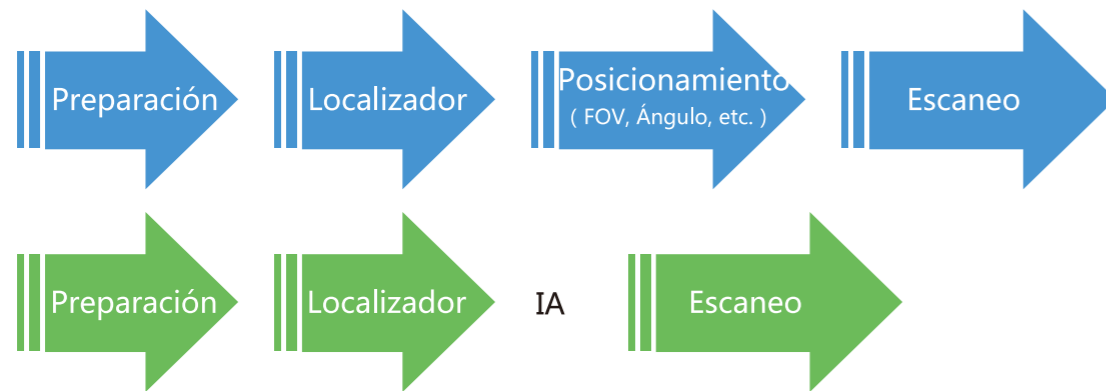 Preparación
Localizador
Posicionamiento
( FOV, Ángulo, etc. )
Escaneo
Preparación
Localizador
IA
Escaneo